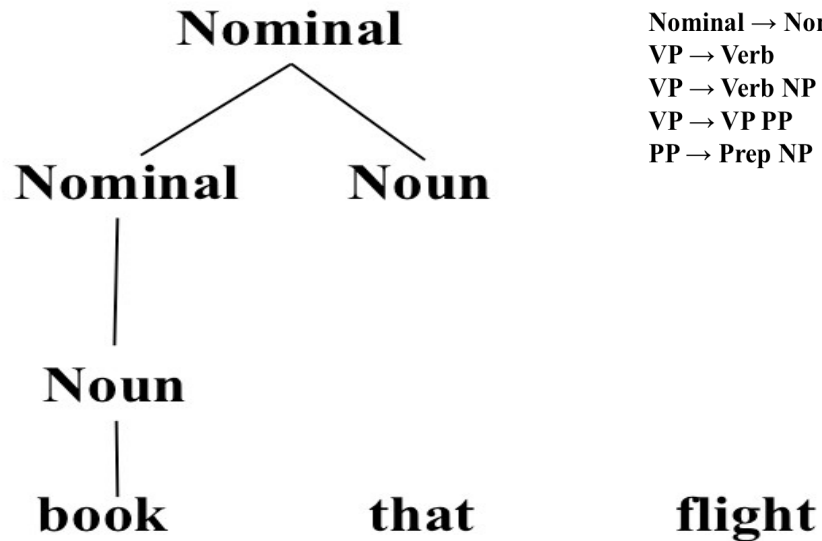 Nominal
Nominal →
VP → Verb
VP → Verb NP
VP → VP PP
PP → Prep NP
Nominal Noun
Noun
book that flight